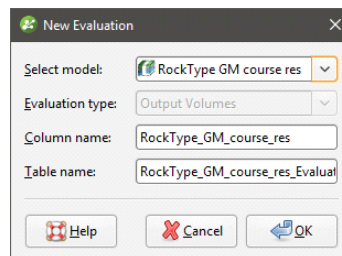 New Evaluation
Select model: RockType GM course res
Evaluation type: Output Volumes
Column name: RockType_GM_course_res
Table name: RockType_GM_course_res_Evaluat
Help Cancel OK